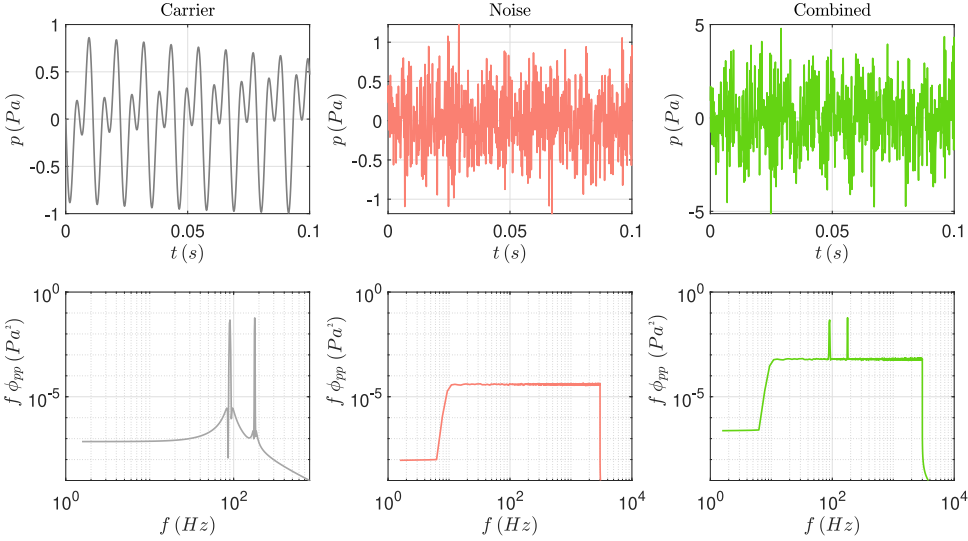 Carrier
Noise
Combined
1
0.5
0
-0.5
-1
0
0.05
0.1
t (s)
p (Pa)
1
0.5
0
-0.5
-1
0
0.05
0.1
t (s)
p (Pa)
5
0
-5
0
0.05
0.1
t (s)
p (Pa)
10⁰
10⁻⁵
10⁰
10²
f (Hz)
f ϕpp (Pa²)
10⁰
10⁻⁵
10⁰
10²
10⁴
f (Hz)
f ϕpp (Pa²)
10⁰
10⁻⁵
10⁰
10²
10⁴
f (Hz)
f ϕpp (Pa²)